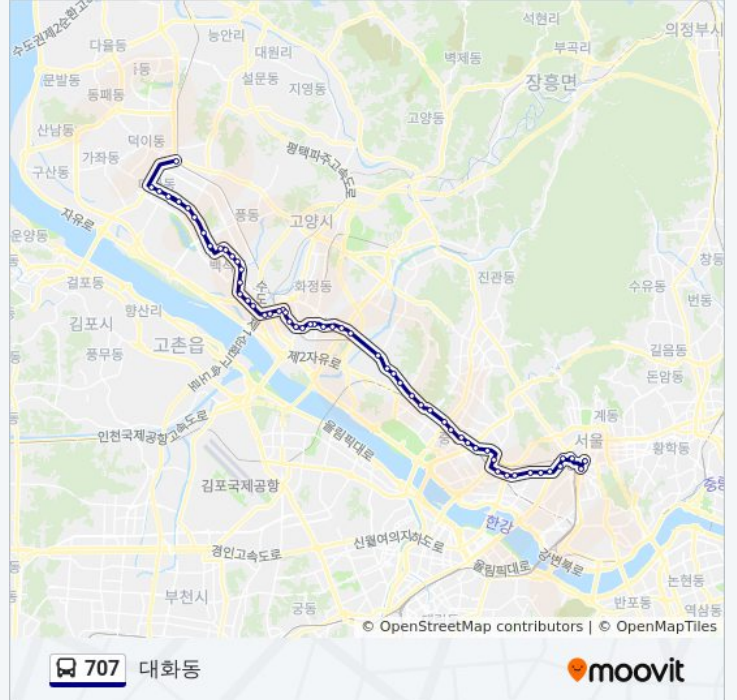 수도권제2순환고
능안리
석현리
의정부시
다율동
대원리
벽제동
부곡리
문발동
동패동
설문동
지영동
장흥면
고양동
산남동
덕이동
평택파주고속도로
구산동
가좌동
자유로
풍동
고양시
운양동
창동
걸포동
화정동
진관동
수유동
번동
향산리
김포시
고촌읍
풍무동
제2자유로
길음동
돈암동
계동
인천국제공항고속도로
올림픽대로
서울
황학동
김포국제공항
한강
경인고속도로
신월여의지하도로
올림픽대로
강변북로
부천시
궁동
논현동
반포동
역삼동
© OpenStreetMap contributors | © OpenMapTiles
707 대화동
moovit